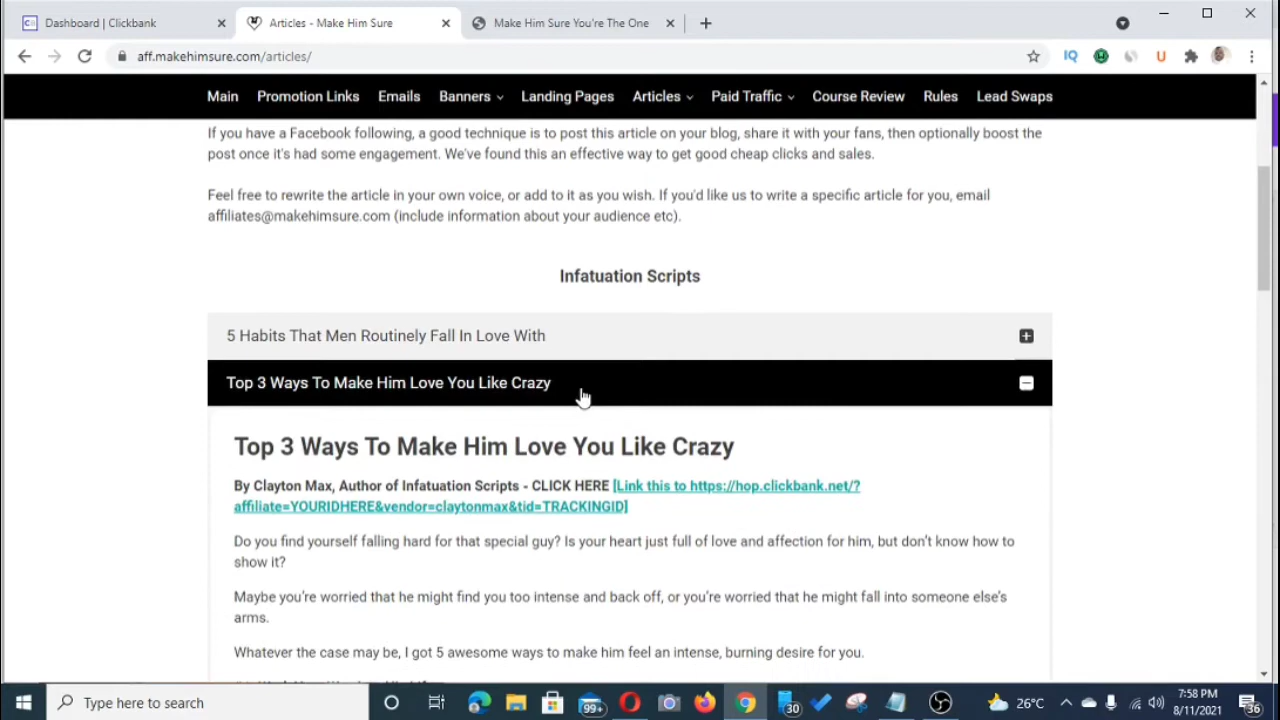 Dashboard | Clickbank
Articles - Make Him Sure
Make Him Sure You're The One
aff.makehimsure.com/articles/
IQ
U
Main
Promotion Links
Emails
Banners
Landing Pages
Articles
Paid Traffic
Course Review
Rules
Lead Swaps
If you have a Facebook following, a good technique is to post this article on your blog, share it with your fans, then optionally boost the
post once it's had some engagement. We've found this an effective way to get good cheap clicks and sales.
Feel free to rewrite the article in your own voice, or add to it as you wish. If you'd like us to write a specific article for you, email
affiliates@makehimsure.com (include information about your audience etc).
Infatuation Scripts
5 Habits That Men Routinely Fall In Love With
Top 3 Ways To Make Him Love You Like Crazy
Top 3 Ways To Make Him Love You Like Crazy
By Clayton Max, Author of Infatuation Scripts - CLICK HERE [Link this to https://hop.clickbank.net/?
affiliate=YOURIDHERE&vendor=claytonmax&tid=TRACKINGID]
Do you find yourself falling hard for that special guy? Is your heart just full of love and affection for him, but don't know how to
show it?
Maybe you're worried that he might find you too intense and back off, or you're worried that he might fall into someone else's
arms.
Whatever the case may be, I got 5 awesome ways to make him feel an intense, burning desire for you.
Type here to search
99+
30
26°C
7:58 PM
8/11/2021
36